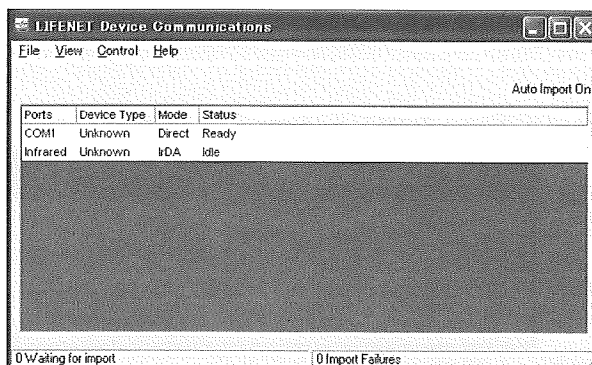 LIFENET Device Communications
File View Control Help
Auto Import On
Ports Device Type Mode Status
COM1 Unknown Direct Ready
Infrared Unknown IrDA Idle
0 Waiting for import 0 Import Failures